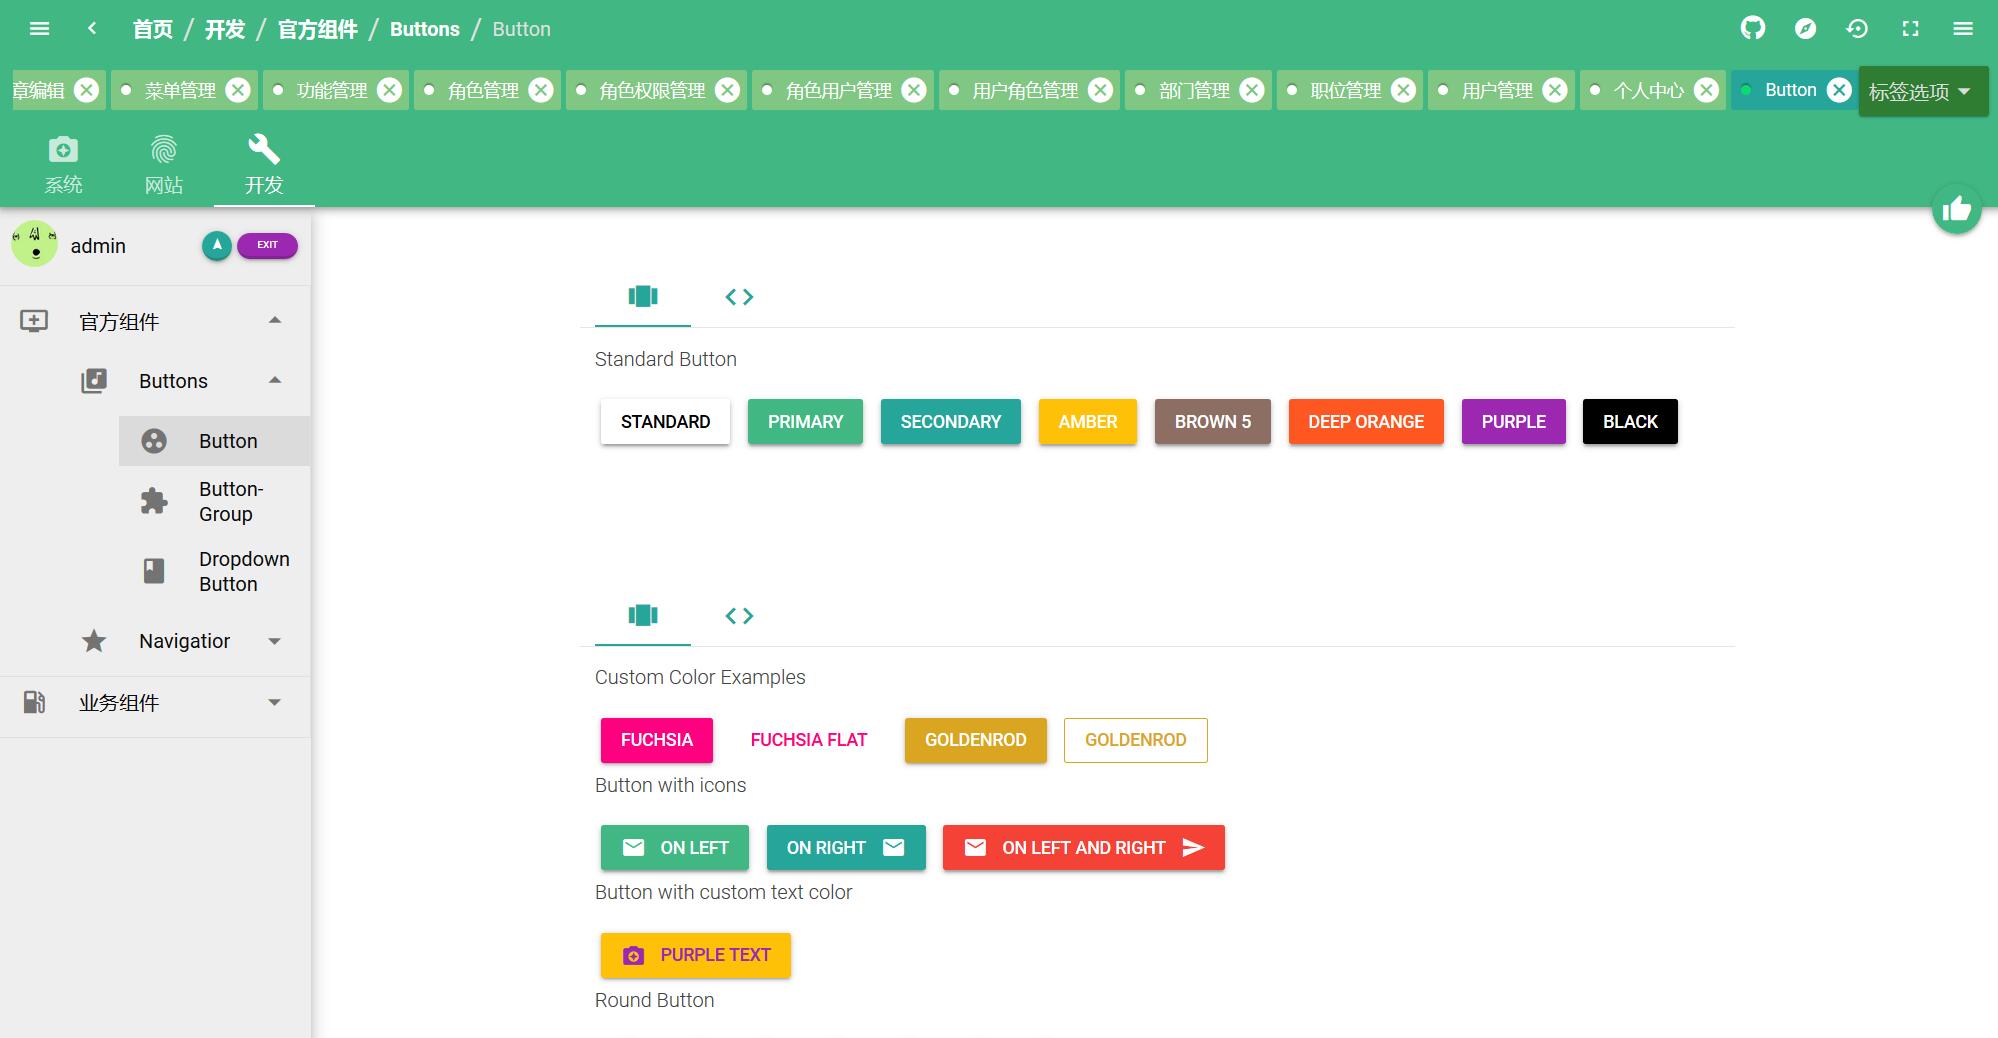 首页 / 开发 / 官方组件 / Buttons / Button
章编辑 菜单管理 功能管理 角色管理 角色权限管理 角色用户管理 用户角色管理 部门管理 职位管理 用户管理 个人中心 Button 标签选项
系统 网站 开发
admin EXIT
官方组件
Buttons
Button
Button-
Group
Dropdown
Button
Navigation
业务组件
Standard Button
STANDARD PRIMARY SECONDARY AMBER BROWN 5 DEEP ORANGE PURPLE BLACK
Custom Color Examples
FUCHSIA FUCHSIA FLAT GOLDENROD GOLDENROD
Button with icons
ON LEFT ON RIGHT ON LEFT AND RIGHT
Button with custom text color
PURPLE TEXT
Round Button